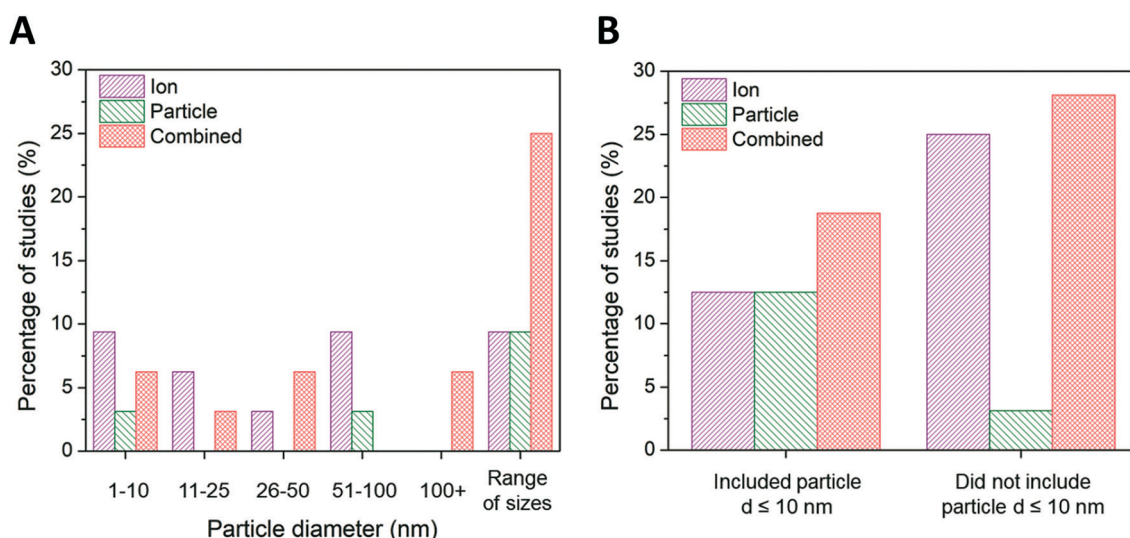 A
Percentage of studies (%)
30
25
20
15
10
5
0
Ion
Particle
Combined
1-10
11-25
26-50
51-100
100+
Range
of sizes
Particle diameter (nm)
B
Percentage of studies (%)
30
25
20
15
10
5
0
Ion
Particle
Combined
Included particle
d ≤ 10 nm
Did not include
particle d ≤ 10 nm